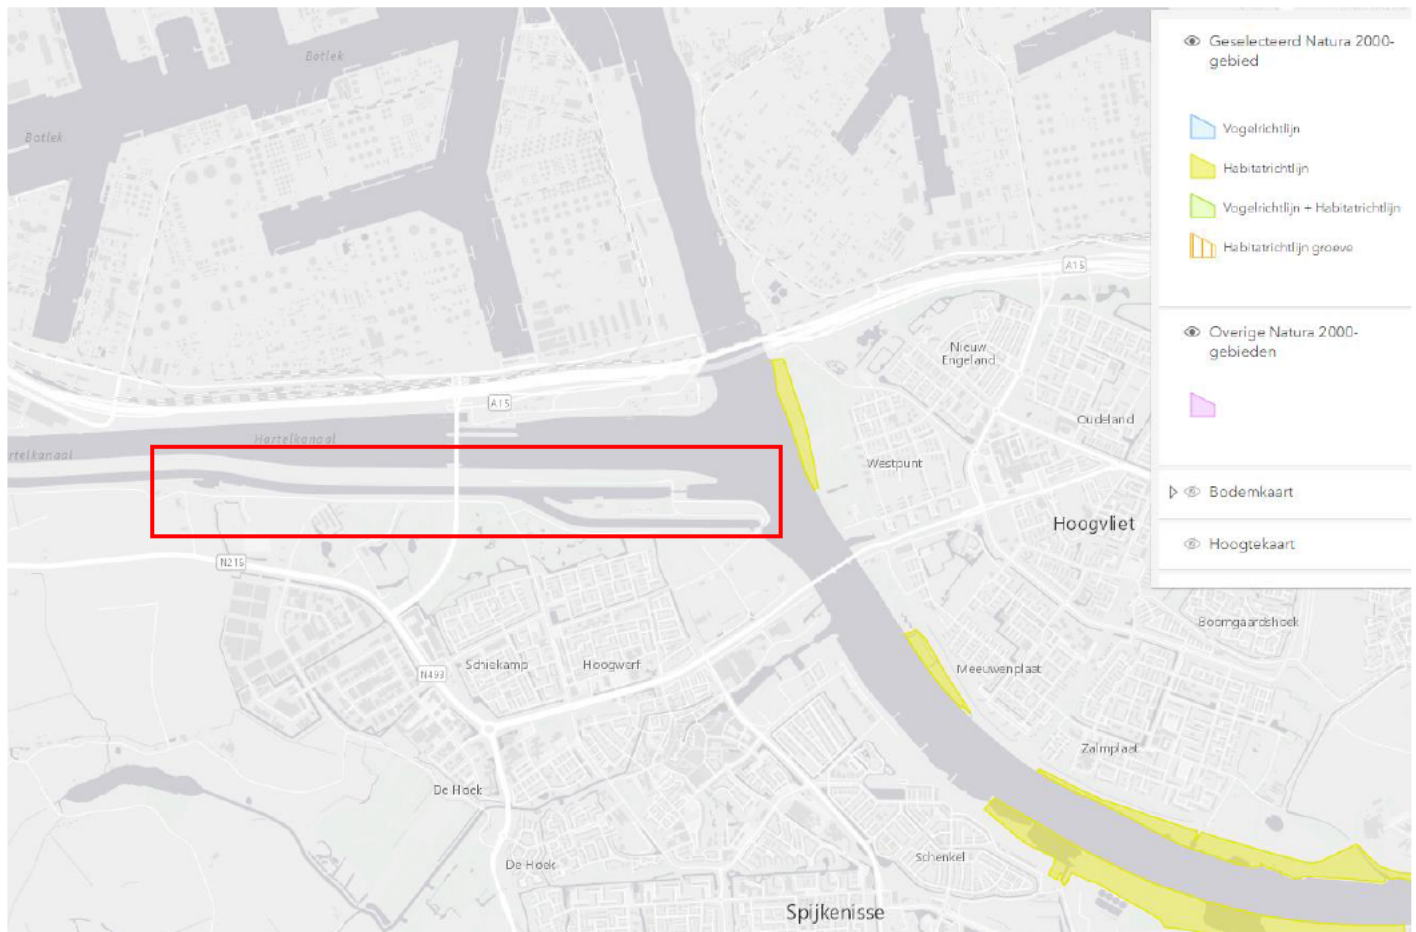 Botlek
Botlek
A15
Nieuw
Engeland
Oudeland
A15
Hartelkanaal
rtelkanaal
Westpunt
Hoogvliet
N218
Boomgaardshoek
Schiekamp
Hoogwerf
Meeuwenplaat
N493
Zalmplaat
De Hoek
De Hoek
Schenkel
Spijkenisse
Geselecteerd Natura 2000-
gebied
Vogelrichtlijn
Habitatrichtlijn
Vogelrichtlijn + Habitatrichtlijn
Habitatrichtlijn groeve
Overige Natura 2000-
gebieden
Bodemkaart
Hoogtekaart